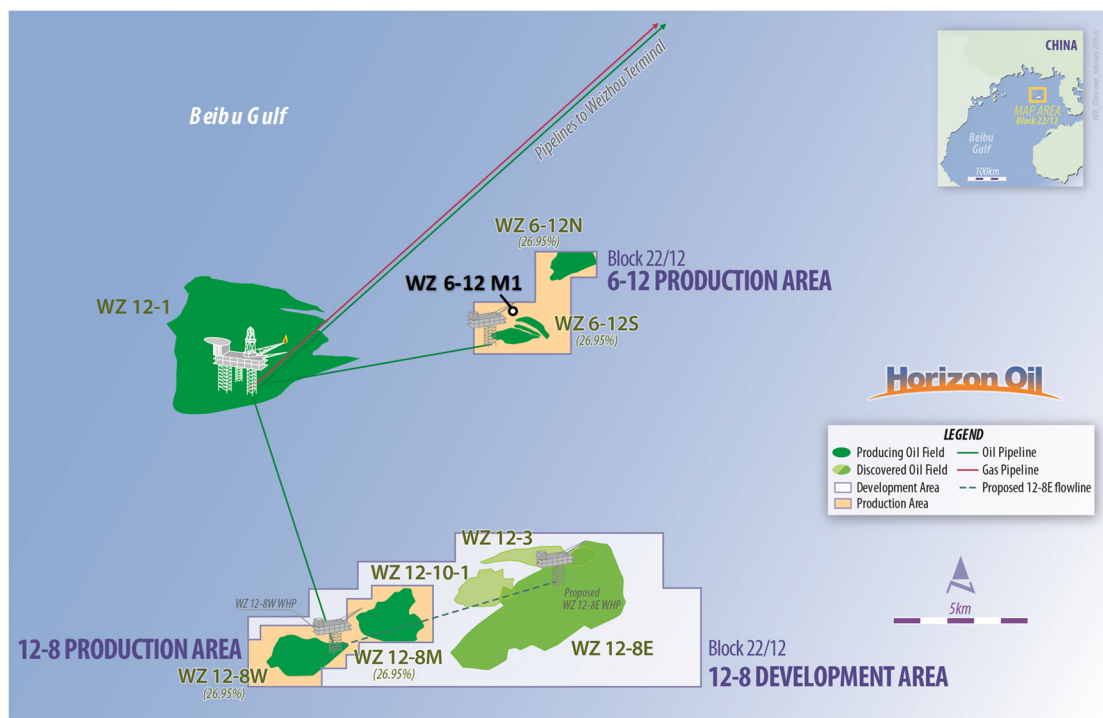 CHINA
MAP AREA
Block 22/12
Beibu
Gulf
100km
Beibu Gulf
Pipelines to Weizhou Terminal
WZ 6-12N
(26.95%)
Block 22/12
6-12 PRODUCTION AREA
WZ 6-12 M1
WZ 12-1
WZ 6-12S
(26.95%)
Horizon Oil
LEGEND
Producing Oil Field
Oil Pipeline
Discovered Oil Field
Gas Pipeline
Development Area
Proposed 12-8E flowline
Production Area
WZ 12-3
WZ 12-10-1
Proposed
WZ 12-8E WHP
WZ 12-8W WHP
5km
12-8 PRODUCTION AREA
WZ 12-8W
(26.95%)
WZ 12-8M
(26.95%)
WZ 12-8E
Block 22/12
12-8 DEVELOPMENT AREA